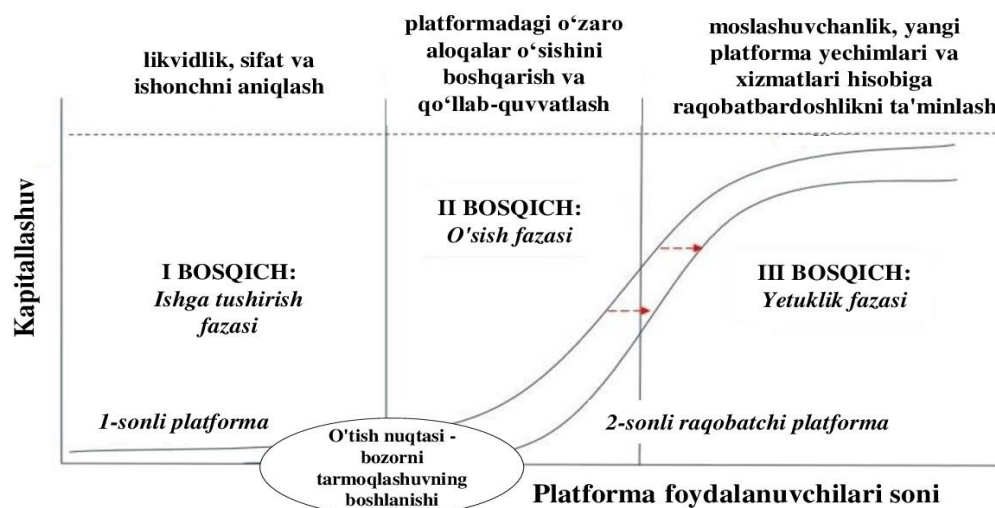 likvidlik, sifat va
ishonchni aniqlash
platformadagi o‘zaro
aloqalar o‘sishini
boshqarish va
qo‘llab-quvvatlash
moslashuvchanlik, yangi
platforma yechimlari va
xizmatlari hisobiga
raqobatbardoshlikni ta'minlash
Kapitallashuv
I BOSQICH:
Ishga tushirish
fazasi
II BOSQICH:
O'sish fazasi
III BOSQICH:
Yetuklik fazasi
1-sonli platforma
2-sonli raqobatchi platforma
O'tish nuqtasi -
bozorni
tarmoqlashuvning
boshlanishi
Platforma foydalanuvchilari soni